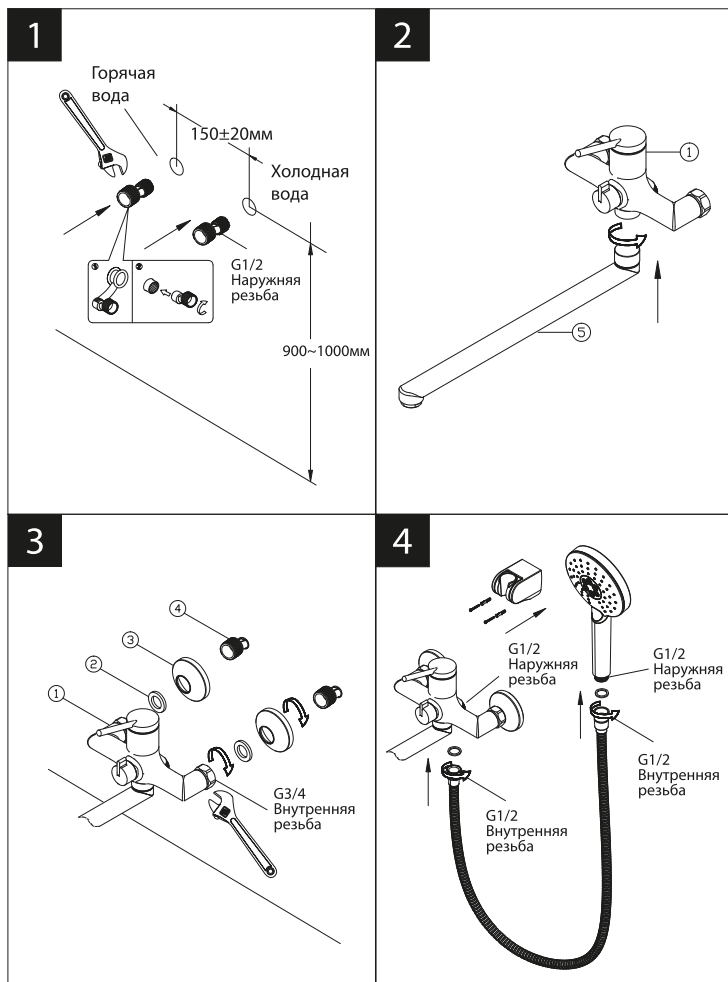 1
Горячая
вода
150±20мм
Холодная
вода
G1/2
Наружняя
резьба
900~1000мм
2
1
5
3
4
3
2
1
G3/4
Внутренняя
резьба
4
G1/2
Наружняя
резьба
G1/2
Наружняя
резьба
G1/2
Внутренняя
резьба
G1/2
Внутренняя
резьба